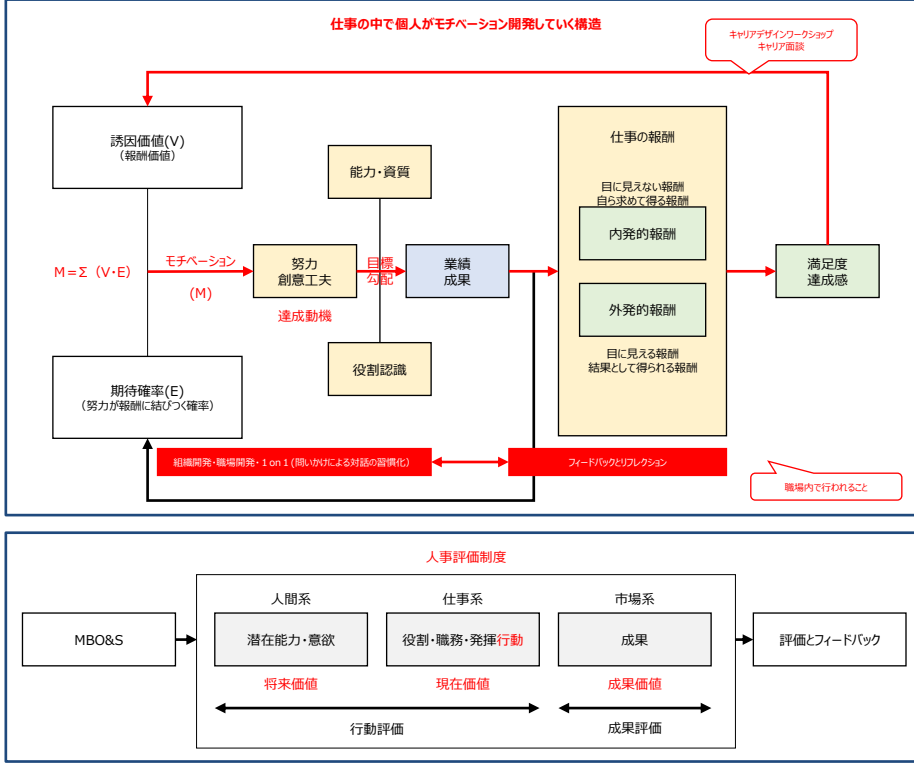 仕事の中で個人がモチベーション開発していく構造
キャリアデザインワークショップ
キャリア面談
誘因価値(V)
（報酬価値）
能力・資質
仕事の報酬
目に見えない報酬
自ら求めて得る報酬
内発的報酬
M＝Σ（V・E）
モチベーション
(M)
努力
創意工夫
達成動機
目標
勾配
業績
成果
満足度
達成感
外発的報酬
目に見える報酬
結果として得られる報酬
役割認識
期待確率(E)
（努力が報酬に結びつく確率）
組織開発・職場開発・1 on 1 (問いかけによる対話の習慣化）
フィードバックとリフレクション
職場内で行われること
人事評価制度
人間系
仕事系
市場系
MBO&S
潜在能力・意欲
役割・職務・発揮行動
成果
評価とフィードバック
将来価値
現在価値
成果価値
行動評価
成果評価